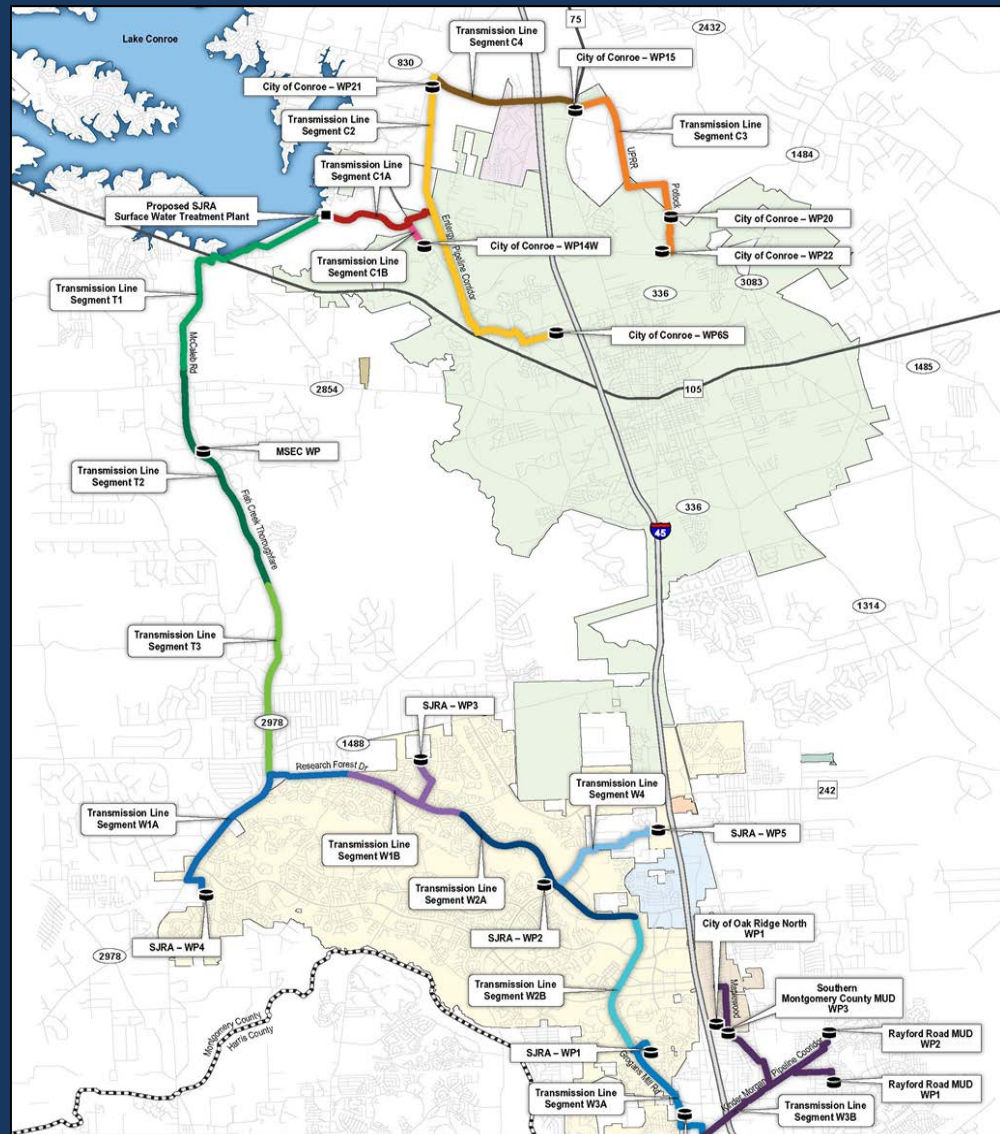 Lake Conroe
75
2432
Transmission Line
Segment C4
830
City of Conroe – WP15
City of Conroe – WP21
Transmission Line
Segment C2
Transmission Line
Segment C3
UPRR
1484
Transmission Line
Segment C1A
Pollock
Proposed SJRA
Surface Water Treatment Plant
City of Conroe – WP20
Entergy Pipeline Corridor
City of Conroe – WP14W
City of Conroe – WP22
Transmission Line
Segment C1B
3083
336
Transmission Line
Segment T1
McCaleb Rd
City of Conroe – WP6S
1485
105
2854
MSEC WP
Transmission Line
Segment T2
Fish Creek Thoroughfare
336
45
1314
Transmission Line
Segment T3
2978
SJRA – WP3
1488
Research Forest Dr
242
Transmission Line
Segment W4
Transmission Line
Segment W1A
SJRA – WP5
Transmission Line
Segment W1B
Transmission Line
Segment W2A
City of Oak Ridge North
WP1
SJRA – WP4
SJRA – WP2
2978
Transmission Line
Segment W2B
Maplewood
Southern
Montgomery County MUD
WP3
Montgomery County
Harris County
Rayford Road MUD
WP2
SJRA – WP1
Grogans Mill Rd
Kinder Morgan Pipeline Cooridor
Rayford Road MUD
WP1
Transmission Line
Segment W3A
Transmission Line
Segment W3B